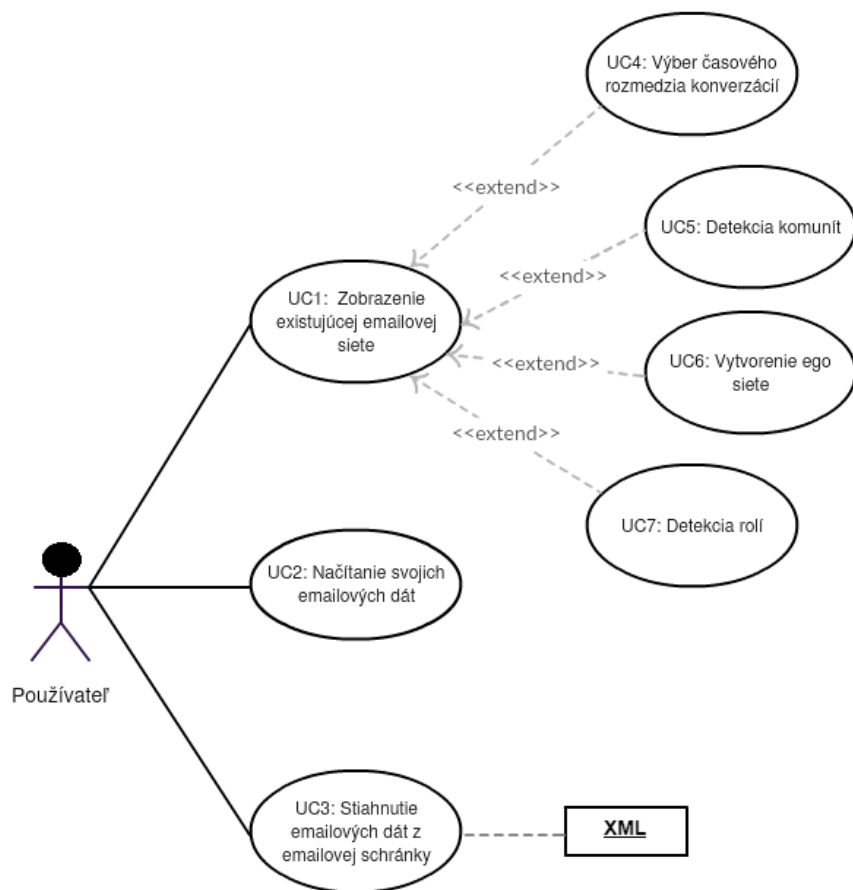 UC4: Výber časového
rozmedzia konverzácií
<<extend>>
UC5: Detekcia komunít
<<extend>>
UC1: Zobrazenie
existujúcej emailovej
siete
<<extend>>
UC6: Vytvorenie ego
siete
<<extend>>
UC7: Detekcia rolí
UC2: Načítanie svojich
emailových dát
Používateľ
UC3: Stiahnutie
emailových dát z
emailovej schránky
XML